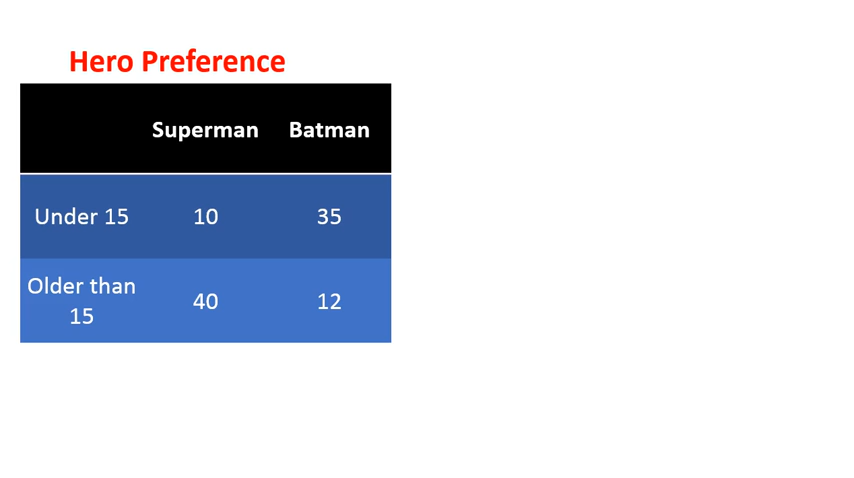 Hero Preference
Superman Batman
Under 15 10 35
Older than
15 40 12